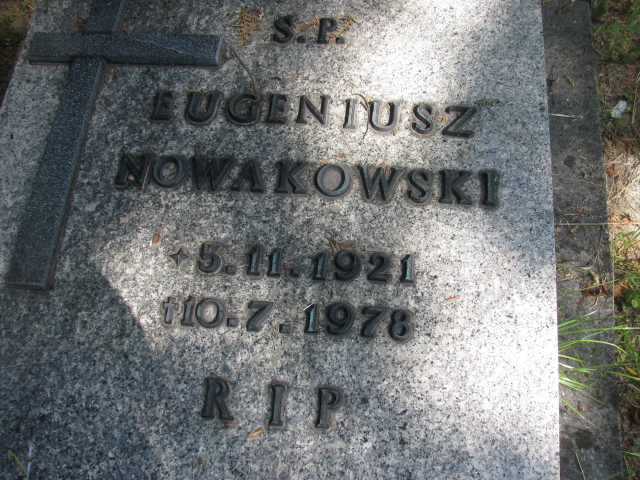 S.P.
EUGENIUSZ
NOWAKOWSKI
✦5.11.1921
†10.7.1978
RIP